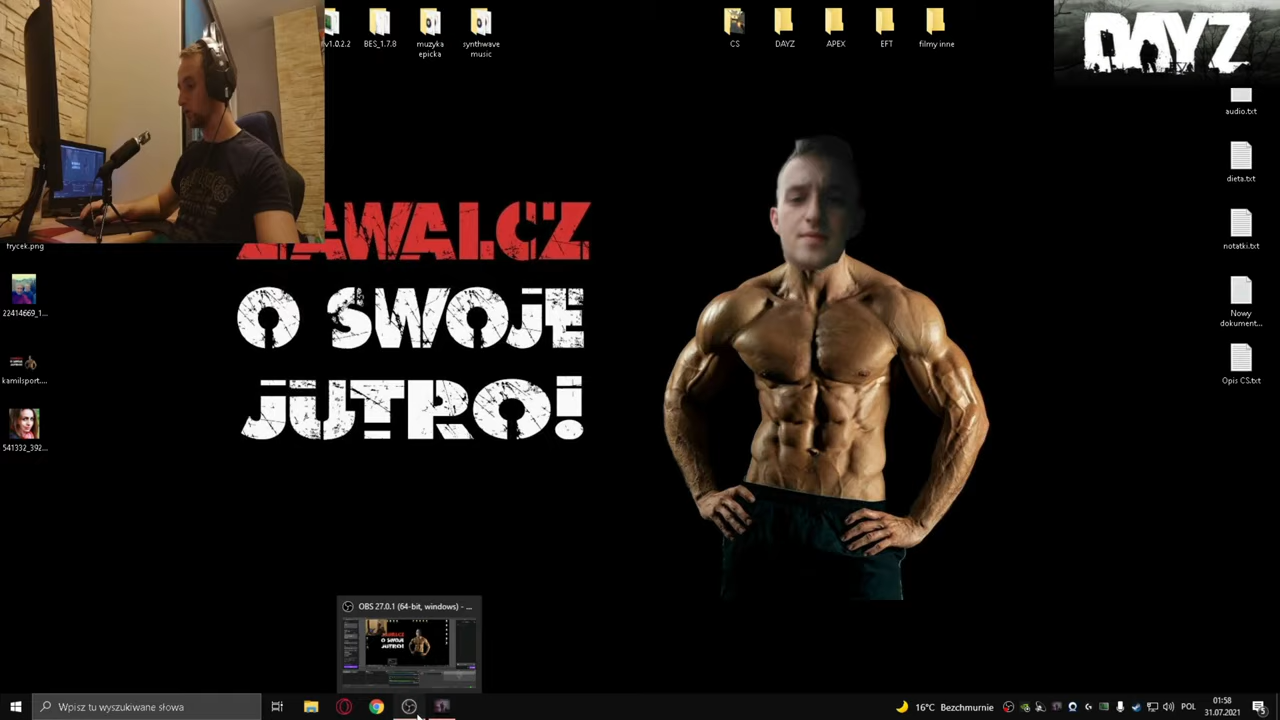 v1.0.2.2
BES_1.7.8
muzyka
epicka
synthwave
music
CS
DAYZ
APEX
EFT
filmy inne
DAYZ
audio.txt
dieta.txt
notatki.txt
Nowy
dokument...
Opis CS.txt
frycek.png
22414669_1...
kamilsport....
541332_392...
ZAWALCZ
O SWOJE
JUTRO!
OBS 27.0.1 (64-bit, windows) - ...
Wpisz tu wyszukiwane słowa
16°C Bezchmurnie
POL
01:58
31.07.2021